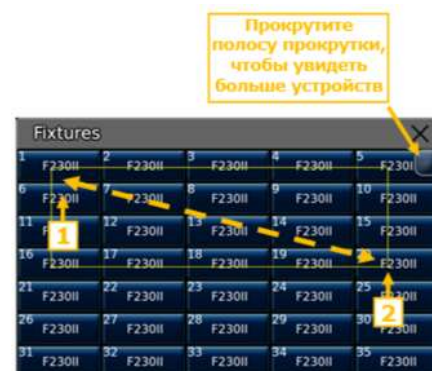 Прокрутите
полосу прокрутки,
чтобы увидеть
больше устройств
Fixtures
1 F230II 2 F230II 3 F230II 4 F230II 5 F230II
6 F230II 7 F230II 8 F230II 9 F230II 10 F230II
11 12 F230II 13 F230II 14 F230II 15 F230II
1
16 F230II 17 F230II 18 F230II 19 F230II F230II
21 F230II 22 F230II 23 F230II 24 F230II 25 F230II
2
26 F230II 27 F230II 28 F230II 29 F230II 30 F230II
31 F230II 32 F230II 33 F230II 34 F230II 35 F230II